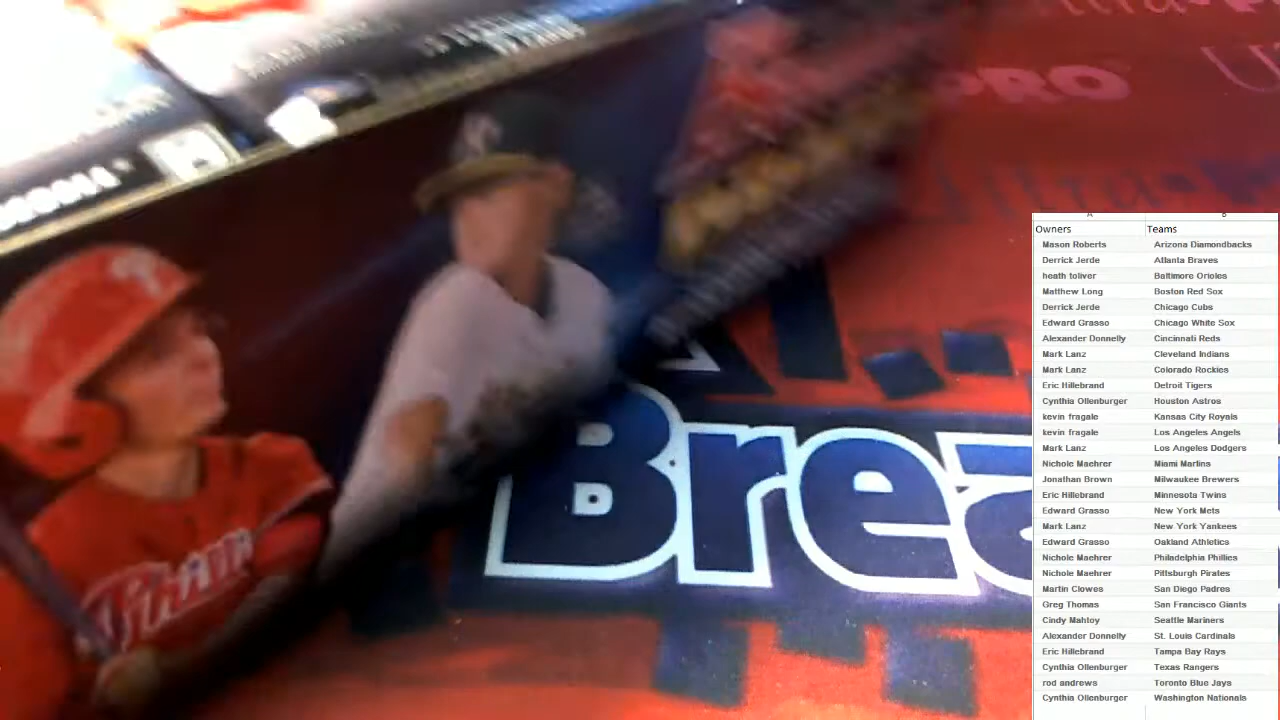 PRO
Ultra-
Brea
A B
Owners Teams
Mason Roberts Arizona Diamondbacks
Derrick Jerde Atlanta Braves
heath toliver Baltimore Orioles
Matthew Long Boston Red Sox
Derrick Jerde Chicago Cubs
Edward Grasso Chicago White Sox
Alexander Donnelly Cincinnati Reds
Mark Lanz Cleveland Indians
Mark Lanz Colorado Rockies
Eric Hillebrand Detroit Tigers
Cynthia Ollenburger Houston Astros
kevin fragale Kansas City Royals
kevin fragale Los Angeles Angels
Mark Lanz Los Angeles Dodgers
Nichole Maehrer Miami Marlins
Jonathan Brown Milwaukee Brewers
Eric Hillebrand Minnesota Twins
Edward Grasso New York Mets
Mark Lanz New York Yankees
Edward Grasso Oakland Athletics
Nichole Maehrer Philadelphia Phillies
Nichole Maehrer Pittsburgh Pirates
Martin Clowes San Diego Padres
Greg Thomas San Francisco Giants
Cindy Mahtoy Seattle Mariners
Alexander Donnelly St. Louis Cardinals
Eric Hillebrand Tampa Bay Rays
Cynthia Ollenburger Texas Rangers
rod andrews Toronto Blue Jays
Cynthia Ollenburger Washington Nationals